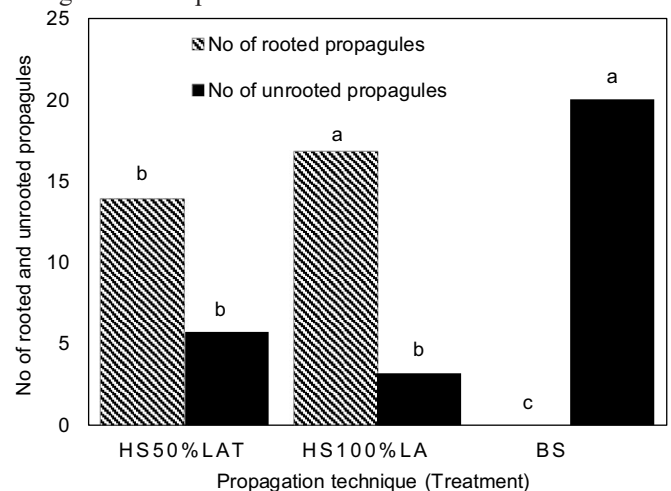 25
20
15
10
5
0
No of rooted and unrooted propagules
No of rooted propagules
No of unrooted propagules
b
b
a
b
c
a
HS50%LAT
HS100%LA
BS
Propagation technique (Treatment)